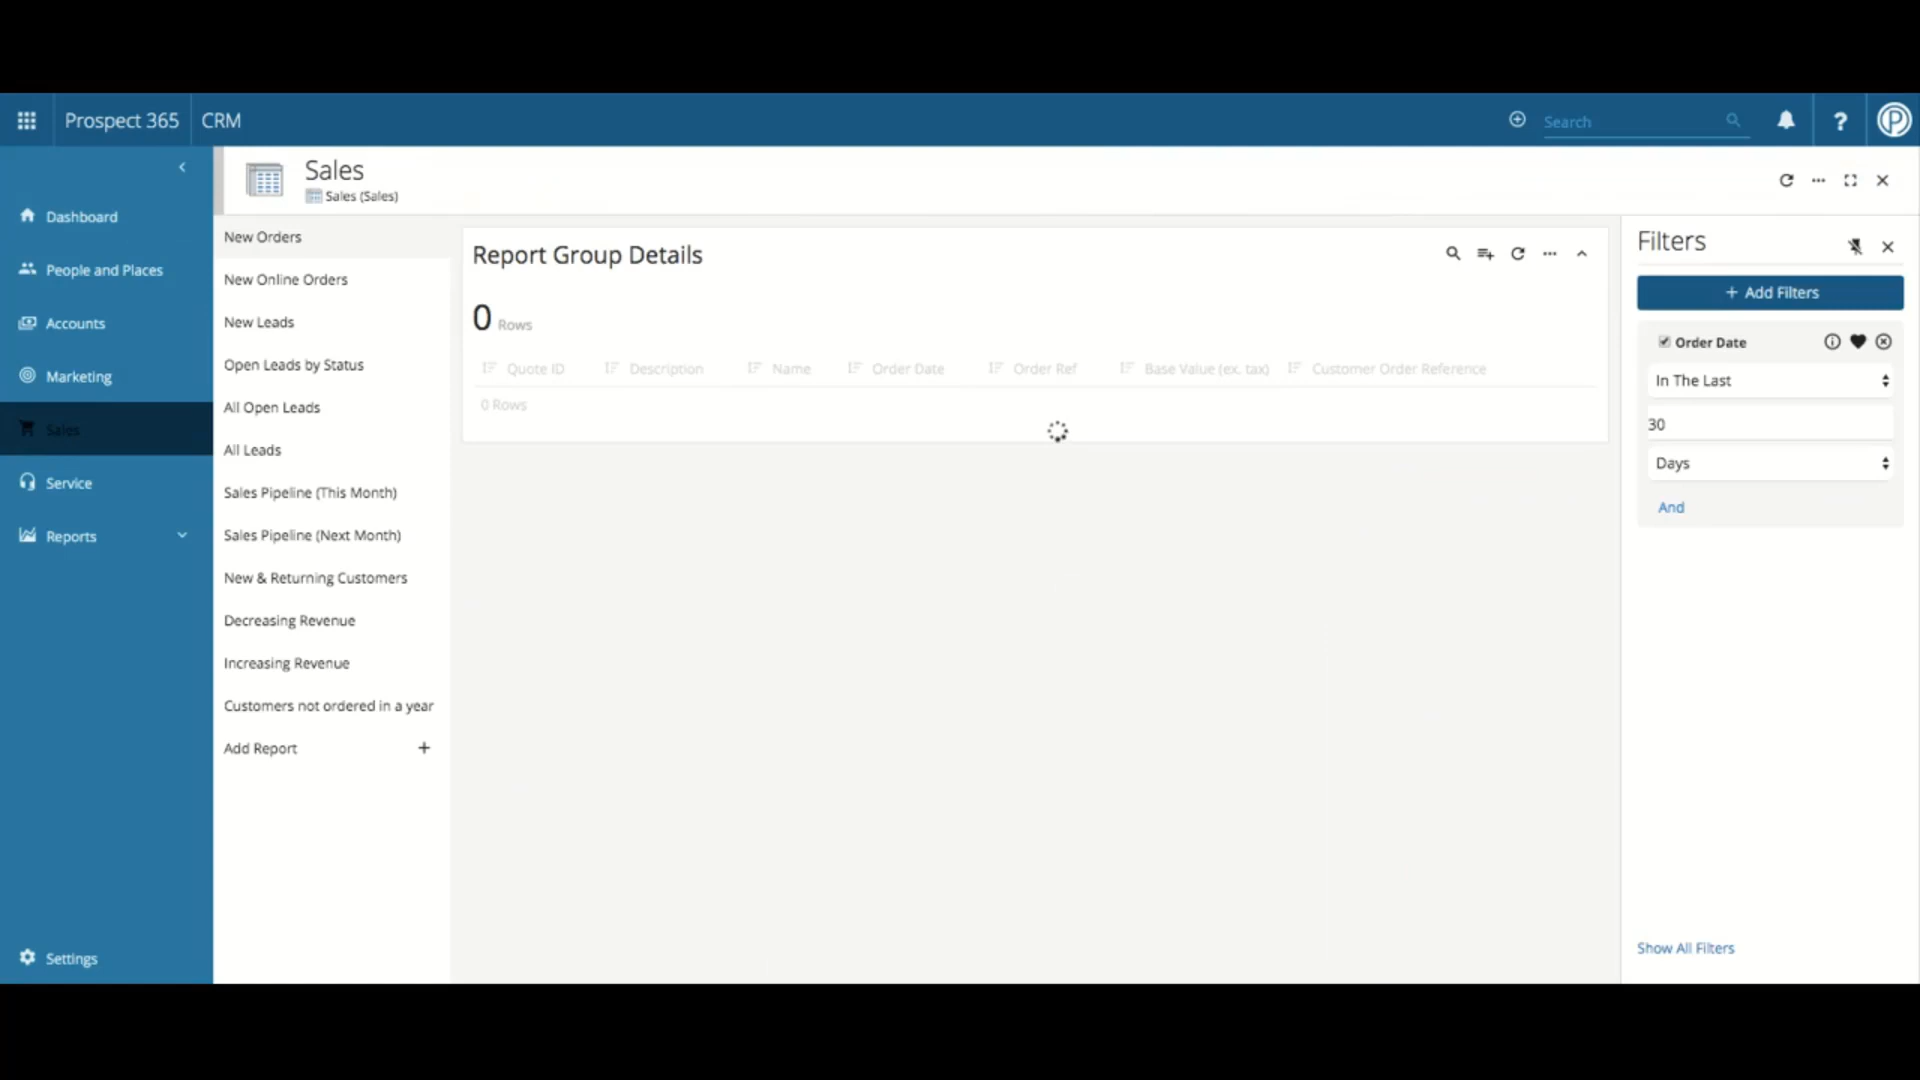 Prospect 365
CRM
Search
?
Dashboard
People and Places
Accounts
Marketing
Sales
Service
Reports
Settings
Sales
Sales (Sales)
New Orders
New Online Orders
New Leads
Open Leads by Status
All Open Leads
All Leads
Sales Pipeline (This Month)
Sales Pipeline (Next Month)
New & Returning Customers
Decreasing Revenue
Increasing Revenue
Customers not ordered in a year
Add Report +
Report Group Details
0 Rows
Quote ID Description Name Order Date Order Ref Base Value (ex. tax) Customer Order Reference
0 Rows
Filters
+ Add Filters
Order Date
In The Last
30
Days
And
Show All Filters